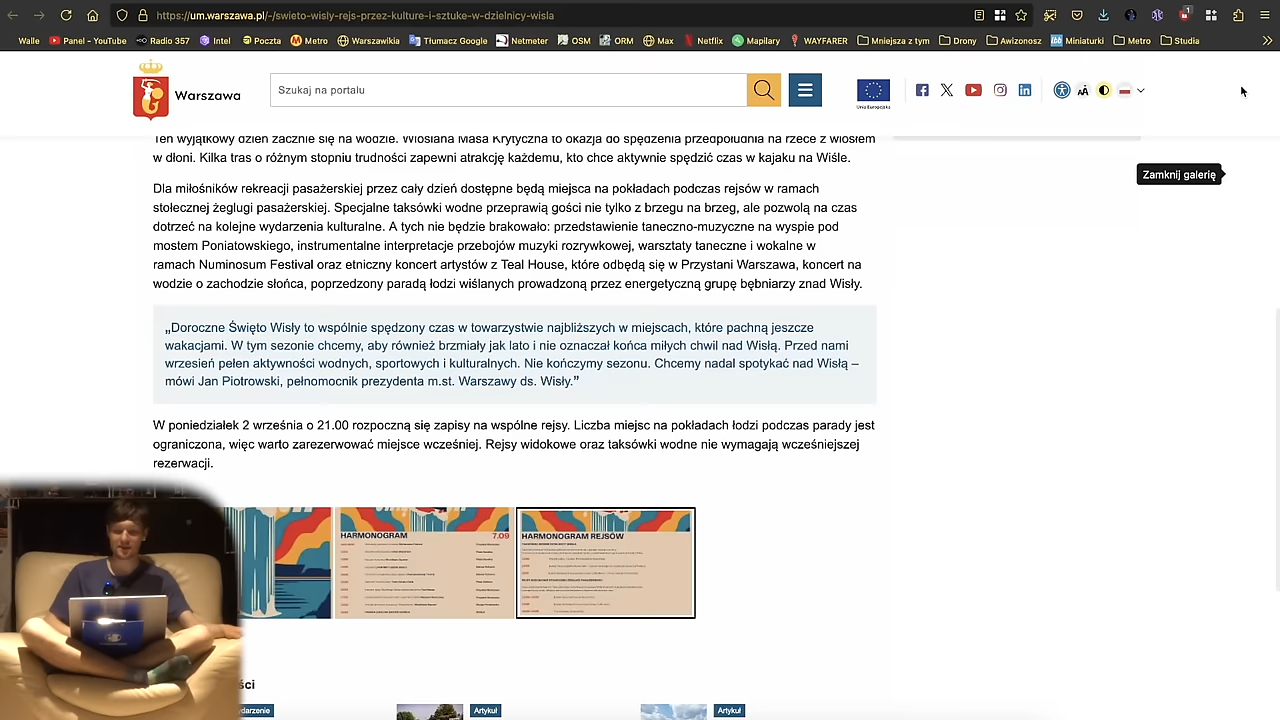 https://um.warszawa.pl/-/swieto-wisly-rejs-przez-kulture-i-sztuke-w-dzielnicy-wisla
Walle Panel - YouTube Radio 357 Intel Poczta Metro Warszawikia Tłumacz Google Netmeter OSM ORM Max Netflix Mapillary WAYFARER Mniejsza z tym Drony Awizonosz Miniaturki Metro Studia
Warszawa
Szukaj na portalu
Unia Europejska
Ten wyjątkowy dzień zacznie się na wodzie. Wioślana Masa Krytyczna to okazja do spędzenia przedpołudnia na rzece z wiosłem
w dłoni. Kilka tras o różnym stopniu trudności zapewni atrakcję każdemu, kto chce aktywnie spędzić czas w kajaku na Wiśle.
Zamknij galerię
Dla miłośników rekreacji pasażerskiej przez cały dzień dostępne będą miejsca na pokładach podczas rejsów w ramach
stołecznej żeglugi pasażerskiej. Specjalne taksówki wodne przeprawią gości nie tylko z brzegu na brzeg, ale pozwolą na czas
dotrzeć na kolejne wydarzenia kulturalne. A tych nie będzie brakowało: przedstawienie taneczno-muzyczne na wyspie pod
mostem Poniatowskiego, instrumentalne interpretacje przebojów muzyki rozrywkowej, warsztaty taneczne i wokalne w
ramach Numinosum Festival oraz etniczny koncert artystów z Teal House, które odbędą się w Przystani Warszawa, koncert na
wodzie o zachodzie słońca, poprzedzony paradą łodzi wiślanych prowadzoną przez energetyczną grupę bębniarzy znad Wisły.
„Doroczne Święto Wisły to wspólnie spędzony czas w towarzystwie najbliższych w miejscach, które pachną jeszcze
wakacjami. W tym sezonie chcemy, aby również brzmiały jak lato i nie oznaczał końca miłych chwil nad Wisłą. Przed nami
wrzesień pełen aktywności wodnych, sportowych i kulturalnych. Nie kończymy sezonu. Chcemy nadal spotykać nad Wisłą –
mówi Jan Piotrowski, pełnomocnik prezydenta m.st. Warszawy ds. Wisły.”
W poniedziałek 2 września o 21.00 rozpoczną się zapisy na wspólne rejsy. Liczba miejsc na pokładach łodzi podczas parady jest
ograniczona, więc warto zarezerwować miejsce wcześniej. Rejsy widokowe oraz taksówki wodne nie wymagają wcześniejszej
rezerwacji.
HARMONOGRAM 7.09
HARMONOGRAM REJSÓW
ści
darzenie
Artykuł
Artykuł